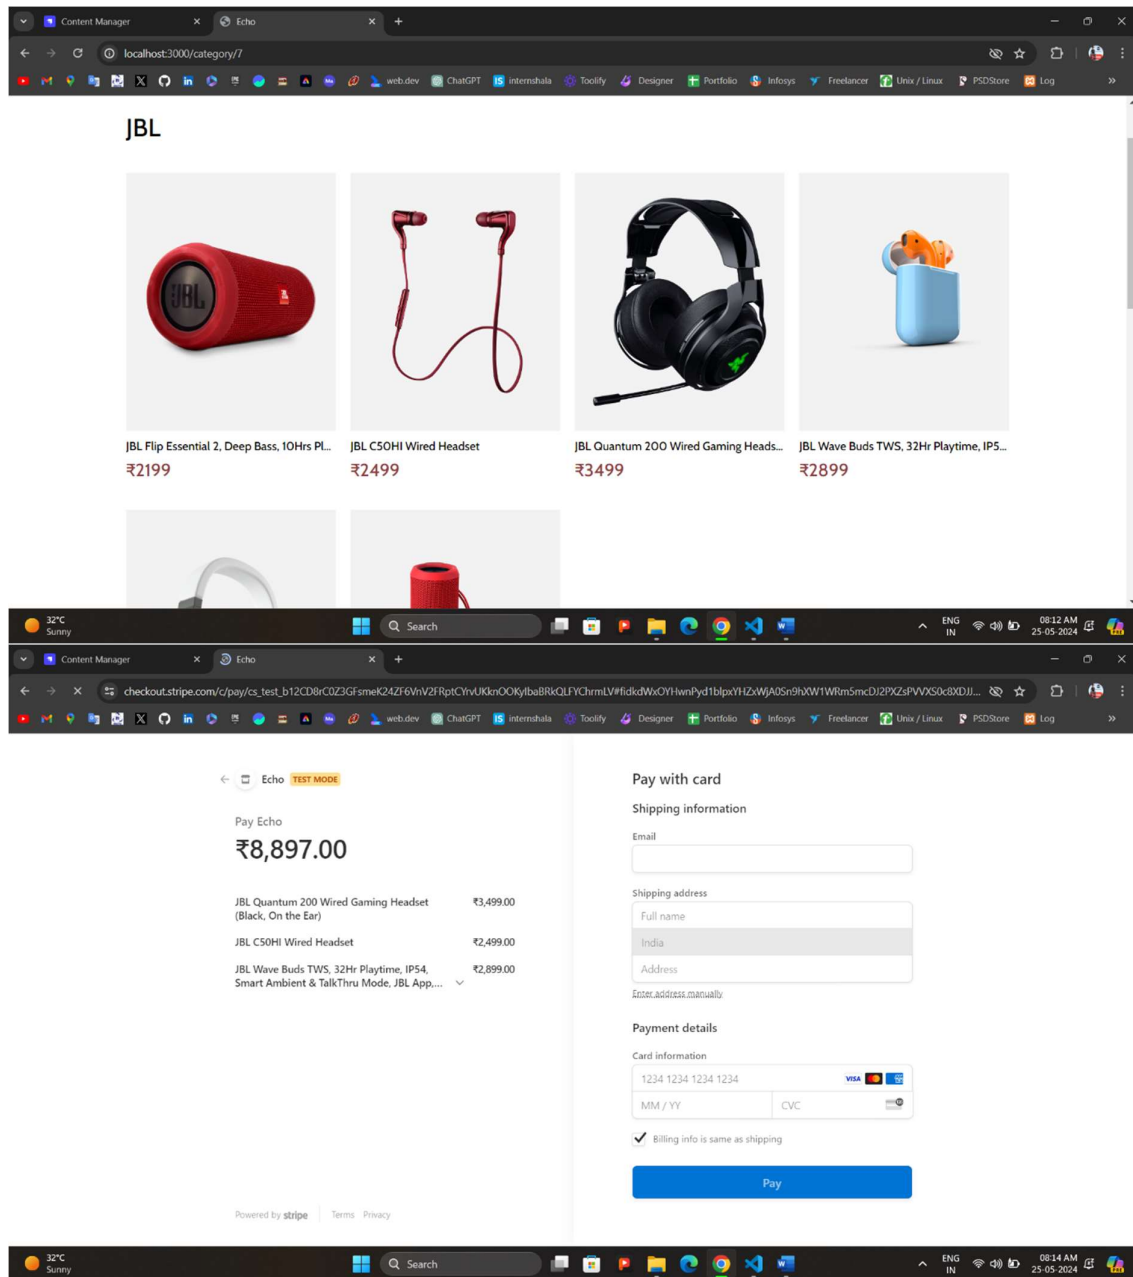 Content Manager
Echo
localhost:3000/category/7
web.dev
ChatGPT
internshala
Toolify
Designer
Portfolio
Infosys
Freelancer
Unix / Linux
PSDStore
Log
JBL
JBL
JBL Flip Essential 2, Deep Bass, 10Hrs Pl...
₹2199
JBL C50HI Wired Headset
₹2499
JBL Quantum 200 Wired Gaming Heads...
₹3499
JBL Wave Buds TWS, 32Hr Playtime, IP5...
₹2899
32°C
Sunny
Search
ENG
IN
08:12 AM
25-05-2024
Content Manager
Echo
web.dev
ChatGPT
internshala
Toolify
Designer
Portfolio
Infosys
Freelancer
Unix / Linux
PSDStore
Log
Echo TEST MODE
Pay Echo
₹8,897.00
JBL Quantum 200 Wired Gaming Headset
(Black, On the Ear)
₹3,499.00
JBL C50HI Wired Headset
₹2,499.00
JBL Wave Buds TWS, 32Hr Playtime, IP54,
Smart Ambient & TalkThru Mode, JBL App,...
₹2,899.00
Powered by stripe
Terms Privacy
Pay with card
Shipping information
Email
Shipping address
Full name
India
Address
Enter address manually
Payment details
Card information
1234 1234 1234 1234
VISA
MM / YY
CVC
Billing info is same as shipping
Pay
32°C
Sunny
Search
ENG
IN
08:14 AM
25-05-2024